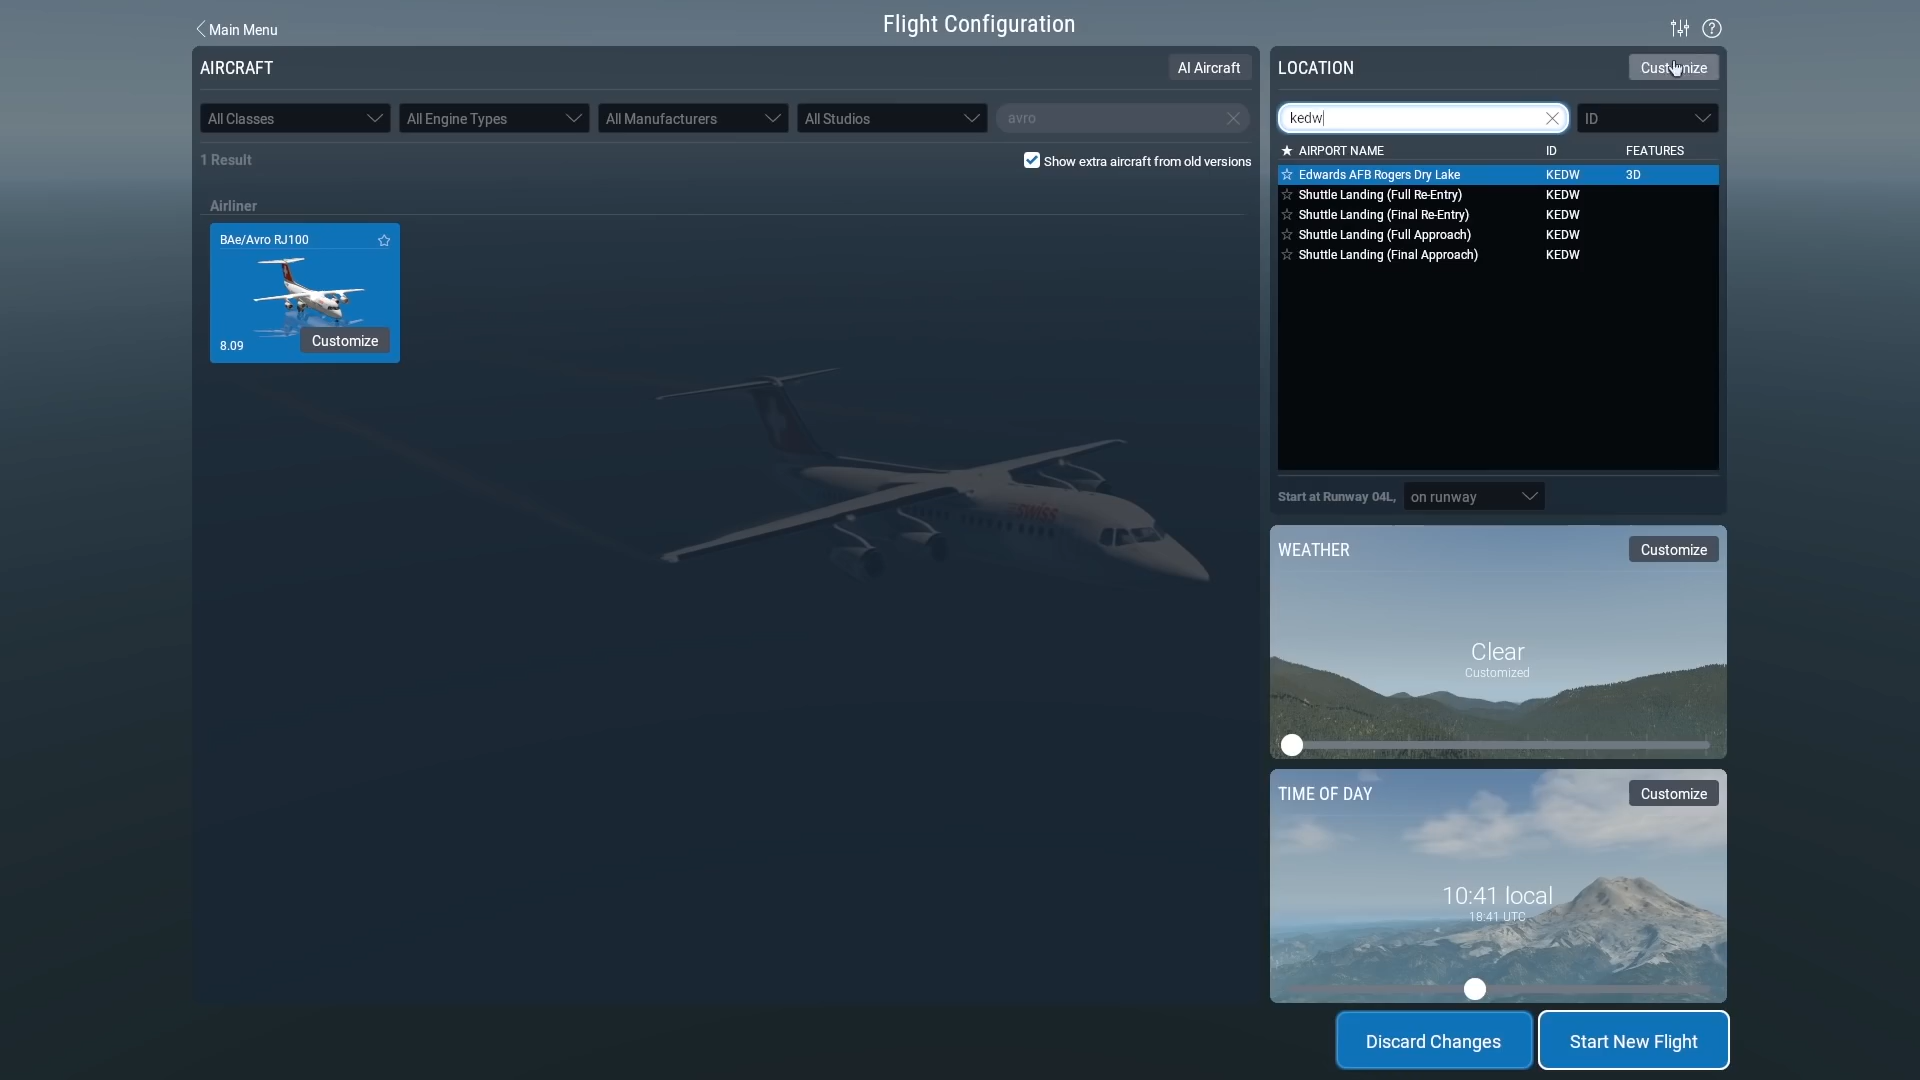 Main Menu
Flight Configuration
AIRCRAFT
AI Aircraft
All Classes
All Engine Types
All Manufacturers
All Studios
avro
1 Result
Show extra aircraft from old versions
Airliner
BAe/Avro RJ100
8.09
Customize
swiss
LOCATION
Customize
kedw
ID
★ AIRPORT NAME ID FEATURES
☆ Edwards AFB Rogers Dry Lake KEDW 3D
☆ Shuttle Landing (Full Re-Entry) KEDW
☆ Shuttle Landing (Final Re-Entry) KEDW
☆ Shuttle Landing (Full Approach) KEDW
☆ Shuttle Landing (Final Approach) KEDW
Start at Runway 04L, on runway
WEATHER
Customize
Clear
Customized
TIME OF DAY
Customize
10:41 local
18:41 UTC
Discard Changes
Start New Flight